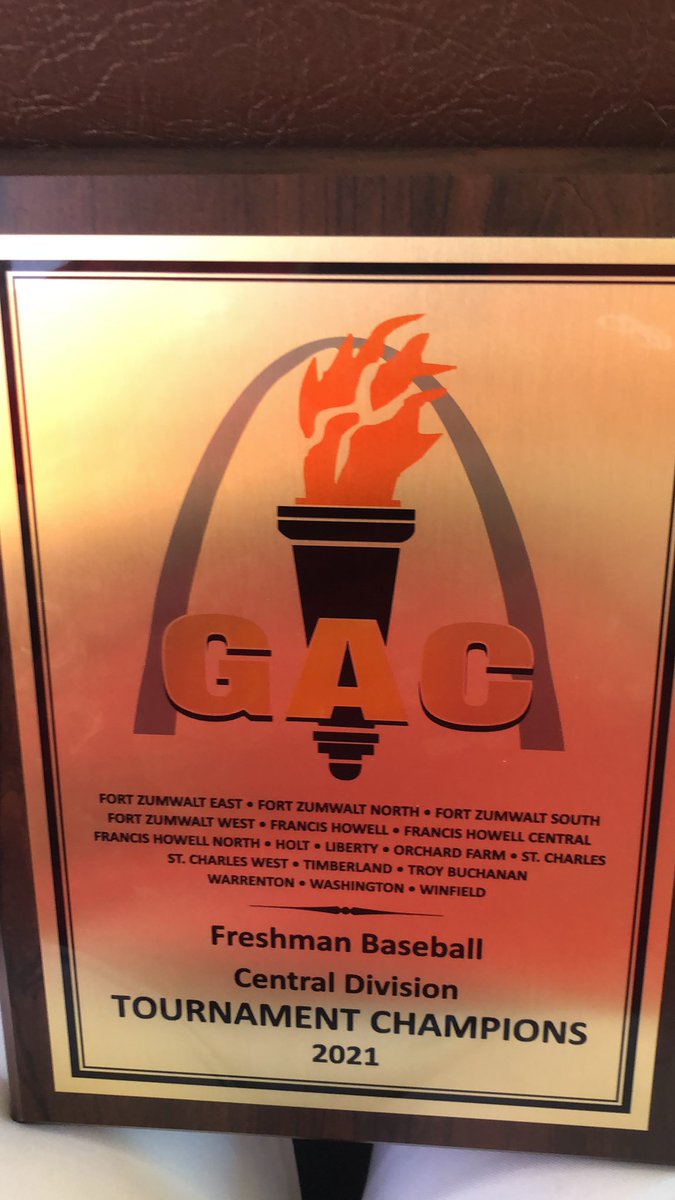 GAC
FORT ZUMWALT EAST • FORT ZUMWALT NORTH • FORT ZUMWALT SOUTH
FORT ZUMWALT WEST • FRANCIS HOWELL • FRANCIS HOWELL CENTRAL
FRANCIS HOWELL NORTH • HOLT • LIBERTY • ORCHARD FARM • ST. CHARLES
ST. CHARLES WEST • TIMBERLAND • TROY BUCHANAN
WARRENTON • WASHINGTON • WINFIELD
Freshman Baseball
Central Division
TOURNAMENT CHAMPIONS
2021